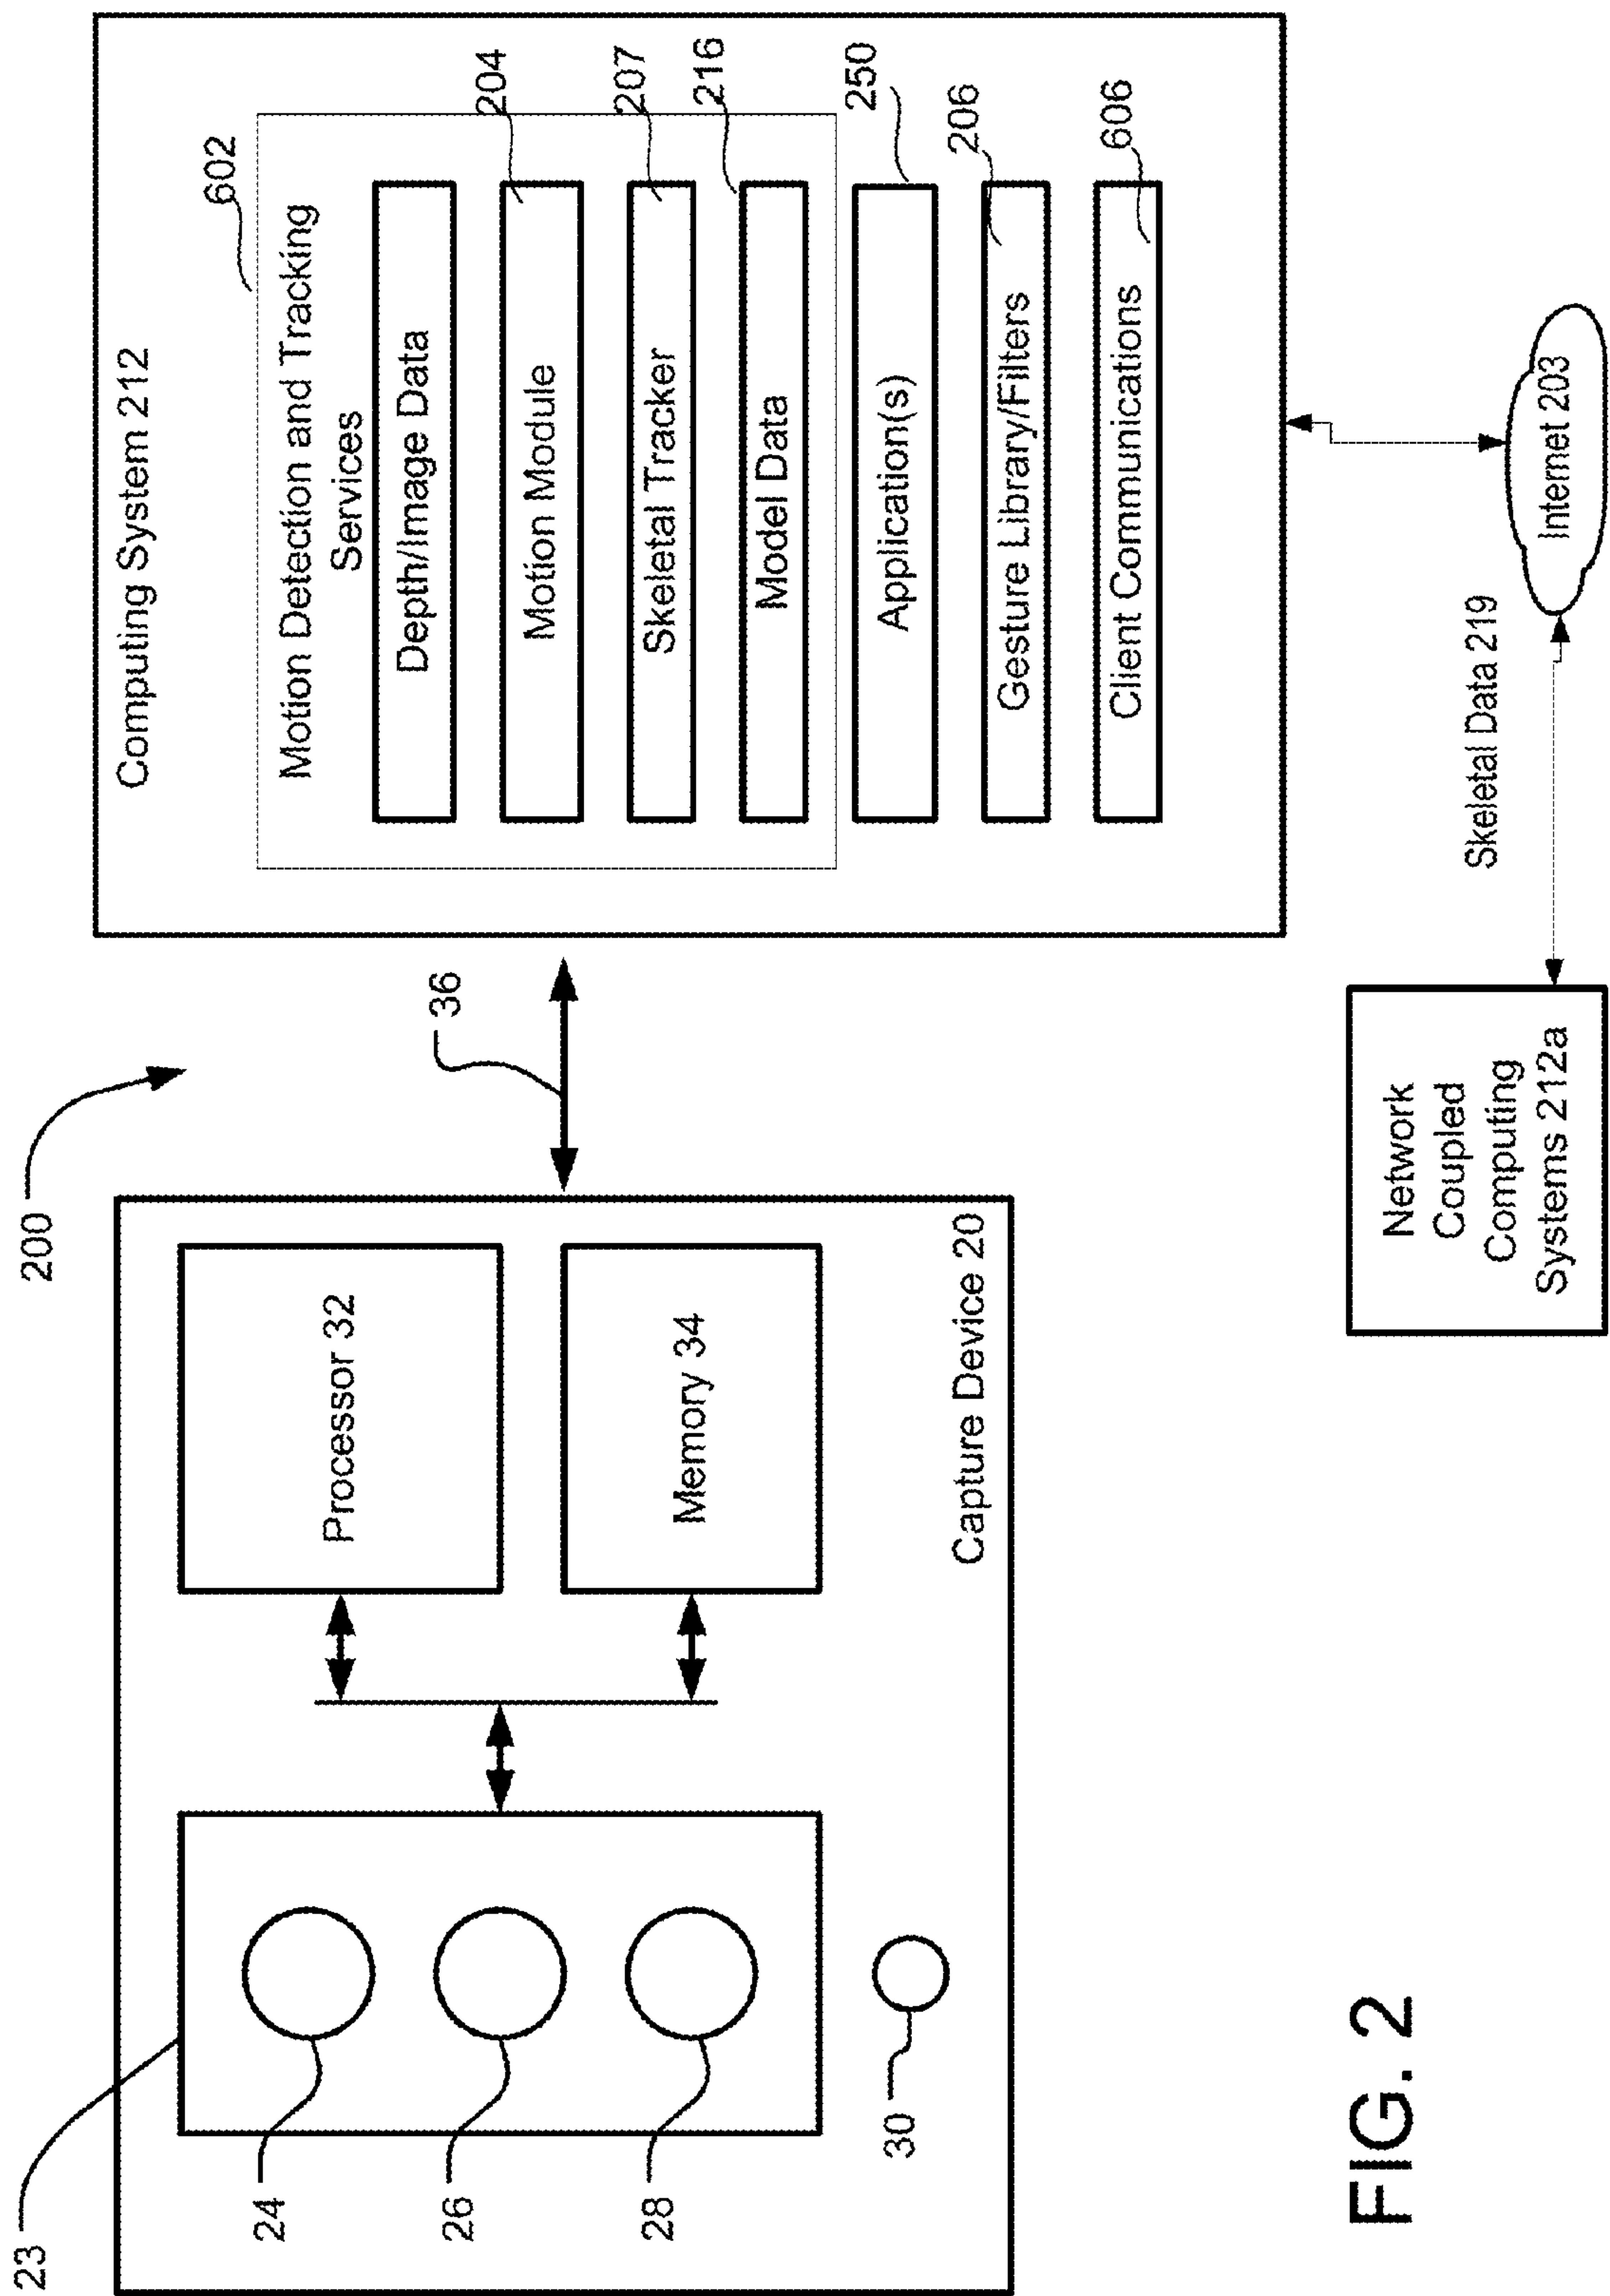 200
23
24
26
28
30
Processor 32
Memory 34
Capture Device 20
36
Computing System 212
602
Motion Detection and Tracking
Services
Depth/Image Data
Motion Module
204
Skeletal Tracker
207
Model Data
216
Application(s)
250
Gesture Library/Filters
206
Client Communications
606
Network
Coupled
Computing
Systems 212a
Skeletal Data 219
Internet 203
FIG. 2